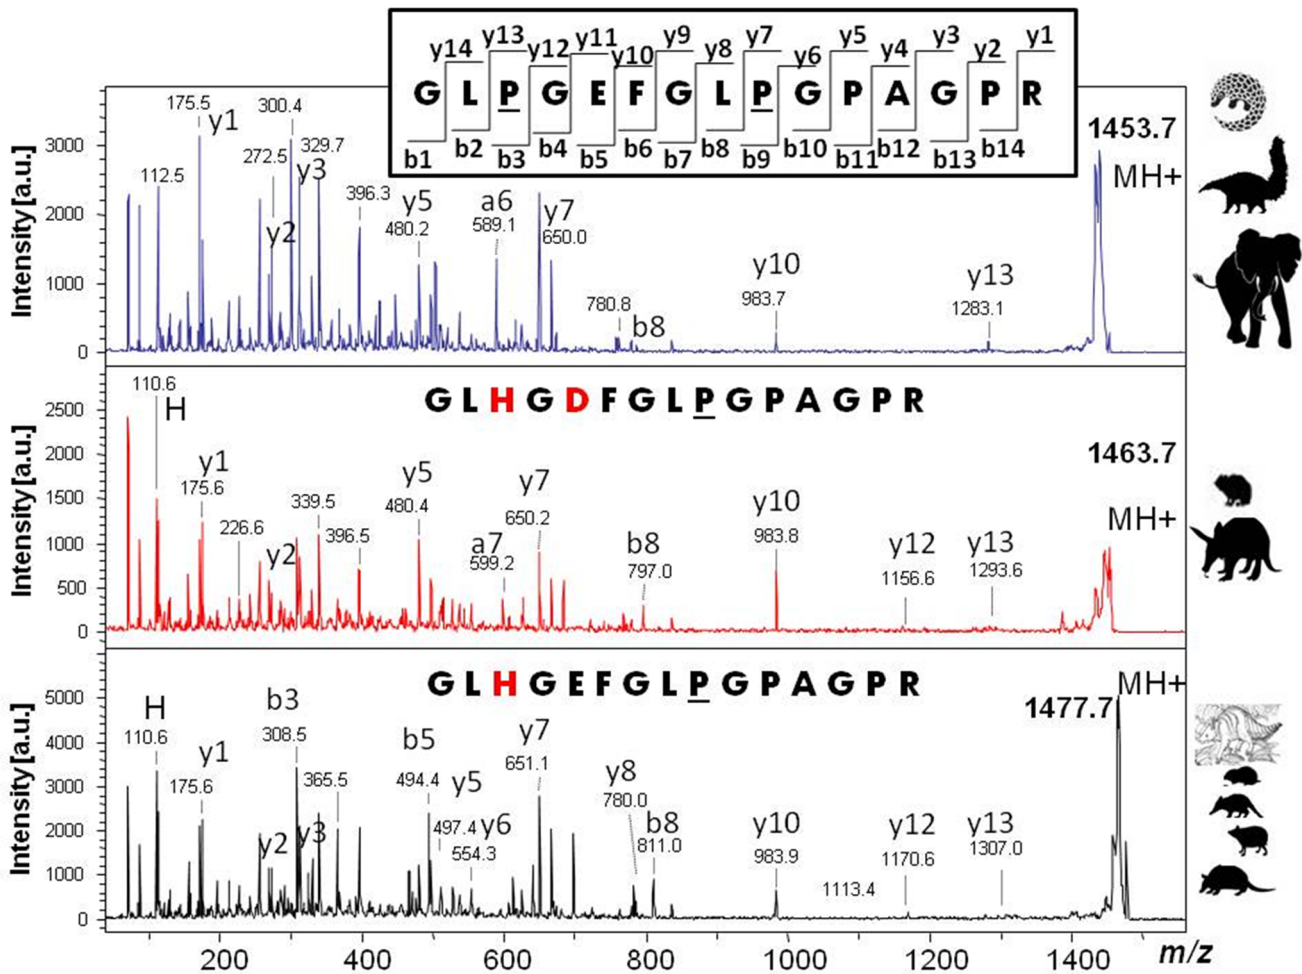 y14 y13 y12 y11 y10 y9 y8 y7 y6 y5 y4 y3 y2 y1
G L P G E F G L P G P A G P R
b1 b2 b3 b4 b5 b6 b7 b8 b9 b10 b11 b12 b13 b14
Intensity [a.u.]
3000
2000
1000
0
112.5
175.5
y1
272.5
y2
300.4
329.7
y3
396.3
y5
480.2
a6
589.1
y7
650.0
780.8
b8
y10
983.7
y13
1283.1
1453.7
MH+
GLHGDFGLPGPAGPR
Intensity [a.u.]
2500
2000
1500
1000
500
0
110.6
H
y1
175.6
226.6
y2
339.5
396.5
y5
480.4
a7
599.2
y7
650.2
b8
797.0
y10
983.8
y12
1156.6
y13
1293.6
1463.7
MH+
GLHGEFGLPGPAGPR
Intensity [a.u.]
5000
4000
3000
2000
1000
0
H
110.6
y1
175.6
y2
b3
308.5
y3
365.5
b5
494.4
y5
497.4
y6
554.3
y7
651.1
y8
780.0
b8
811.0
y10
983.9
1113.4
y12
1170.6
y13
1307.0
1477.7
MH+
200 400 600 800 1000 1200 1400 m/z